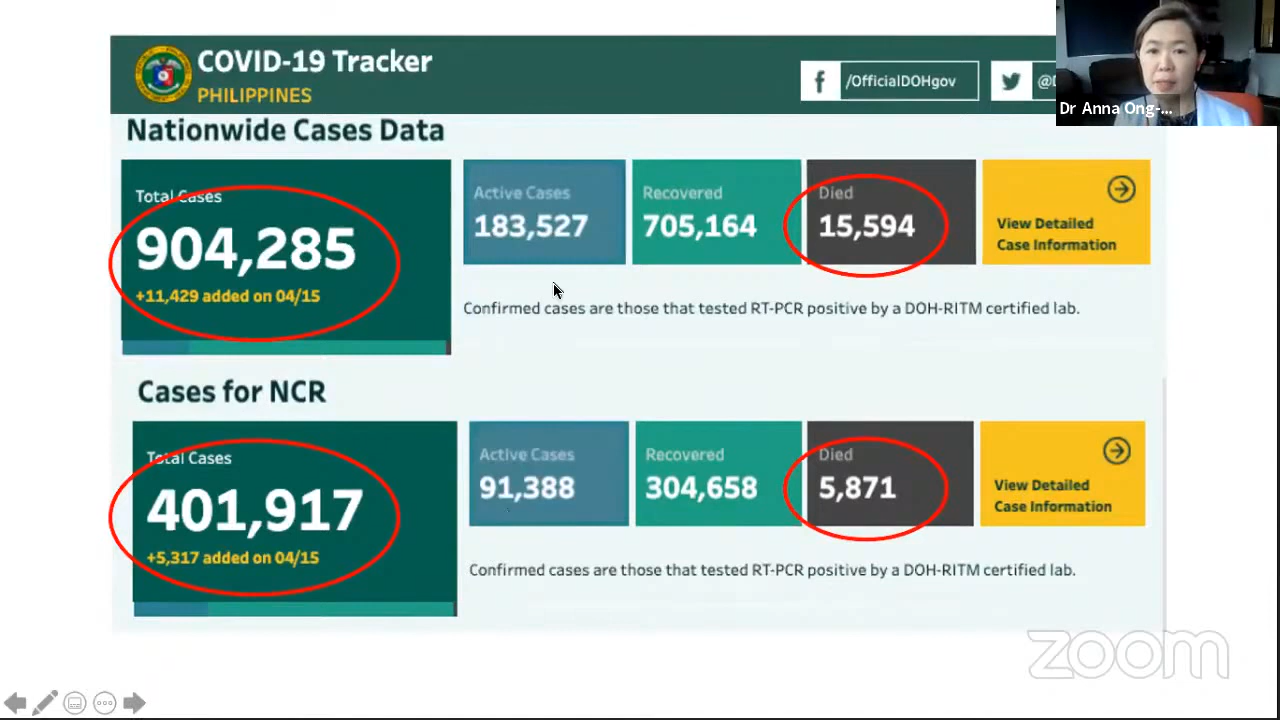 COVID-19 Tracker
PHILIPPINES
/OfficialDOHgov
Dr Anna Ong-...
Nationwide Cases Data
Total Cases
904,285
+11,429 added on 04/15
Active Cases
183,527
Recovered
705,164
Died
15,594
View Detailed
Case Information
Confirmed cases are those that tested RT-PCR positive by a DOH-RITM certified lab.
Cases for NCR
Total Cases
401,917
+5,317 added on 04/15
Active Cases
91,388
Recovered
304,658
Died
5,871
View Detailed
Case Information
Confirmed cases are those that tested RT-PCR positive by a DOH-RITM certified lab.
zoom